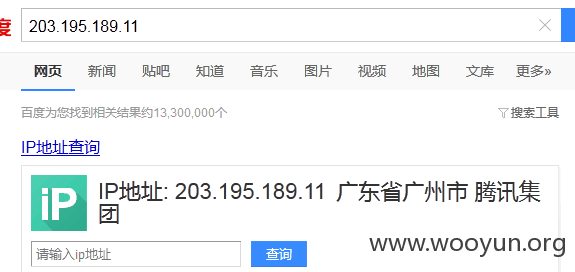 度
203.195.189.11
网页 新闻 贴吧 知道 音乐 图片 视频 地图 文库 更多»
百度为您找到相关结果约13,300,000个 搜索工具
IP地址查询
iP IP地址: 203.195.189.11 广东省广州市 腾讯集
团
请输入ip地址 查询
www.wooyun.org